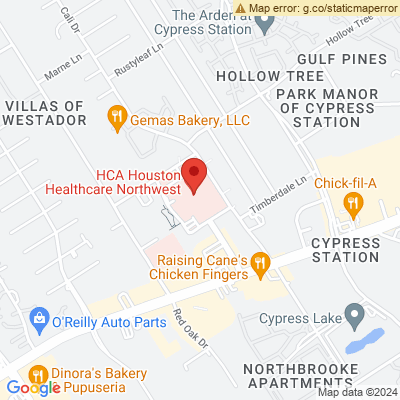 Map error: g.co/staticmaperror
Cali Dr
The Arden at
Cypress Station
Hollow Tree
Marne Ln
Rustyleaf Ln
GULF PINES
HOLLOW TREE
PARK MANOR
OF CYPRESS
STATION
VILLAS OF
WESTADOR
Gemas Bakery, LLC
HCA Houston
Healthcare Northwest
Timberdale Ln
Chick-fil-A
CYPRESS
STATION
Raising Cane's
Chicken Fingers
O'Reilly Auto Parts
Red Oak Dr
Cypress Lake
Dinora's Bakery
& Pupuseria
NORTHBROOKE
APARTMENTS
Google
Map data ©2024